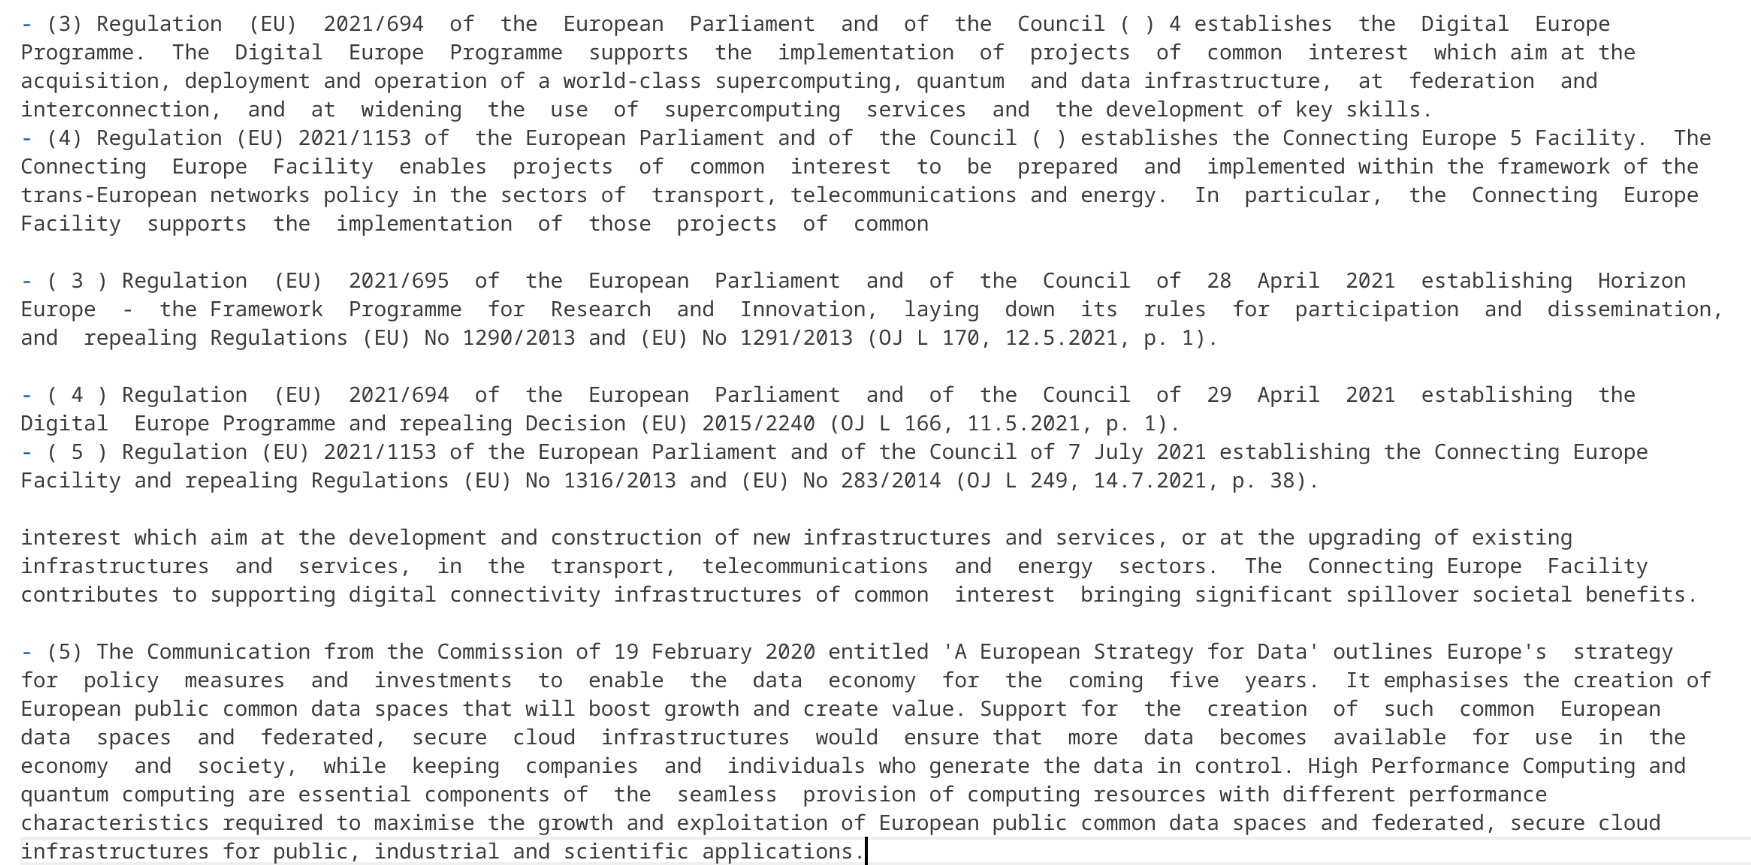 - (3) Regulation  (EU)  2021/694  of  the  European  Parliament  and  of  the  Council ( ) 4 establishes  the  Digital  Europe
Programme.  The  Digital  Europe  Programme  supports  the  implementation  of  projects  of  common  interest  which aim at the
acquisition, deployment and operation of a world-class supercomputing, quantum  and data infrastructure,  at  federation  and
interconnection,  and  at  widening  the  use  of  supercomputing  services  and  the development of key skills.
- (4) Regulation (EU) 2021/1153 of  the European Parliament and of  the Council ( ) establishes the Connecting Europe 5 Facility.  The
Connecting  Europe  Facility  enables  projects  of  common  interest  to  be  prepared  and  implemented within the framework of the
trans-European networks policy in the sectors of  transport, telecommunications and energy.  In  particular,  the  Connecting  Europe
Facility  supports  the  implementation  of  those  projects  of  common
- ( 3 ) Regulation  (EU)  2021/695  of  the  European  Parliament  and  of  the  Council  of  28  April  2021  establishing  Horizon
Europe  -  the Framework  Programme  for  Research  and  Innovation,  laying  down  its  rules  for  participation  and  dissemination,
and  repealing Regulations (EU) No 1290/2013 and (EU) No 1291/2013 (OJ L 170, 12.5.2021, p. 1).
- ( 4 ) Regulation  (EU)  2021/694  of  the  European  Parliament  and  of  the  Council  of  29  April  2021  establishing  the
Digital  Europe Programme and repealing Decision (EU) 2015/2240 (OJ L 166, 11.5.2021, p. 1).
- ( 5 ) Regulation (EU) 2021/1153 of the European Parliament and of the Council of 7 July 2021 establishing the Connecting Europe
Facility and repealing Regulations (EU) No 1316/2013 and (EU) No 283/2014 (OJ L 249, 14.7.2021, p. 38).
interest which aim at the development and construction of new infrastructures and services, or at the upgrading of existing
infrastructures  and  services,  in  the  transport,  telecommunications  and  energy  sectors.  The  Connecting Europe  Facility
contributes to supporting digital connectivity infrastructures of common  interest  bringing significant spillover societal benefits.
- (5) The Communication from the Commission of 19 February 2020 entitled 'A European Strategy for Data' outlines Europe's  strategy
for  policy  measures  and  investments  to  enable  the  data  economy  for  the  coming  five  years.  It emphasises the creation of
European public common data spaces that will boost growth and create value. Support for  the  creation  of  such  common  European
data  spaces  and  federated,  secure  cloud  infrastructures  would  ensure that  more  data  becomes  available  for  use  in  the
economy  and  society,  while  keeping  companies  and  individuals who generate the data in control. High Performance Computing and
quantum computing are essential components of  the  seamless  provision of computing resources with different performance
characteristics required to maximise the growth and exploitation of European public common data spaces and federated, secure cloud
infrastructures for public, industrial and scientific applications.